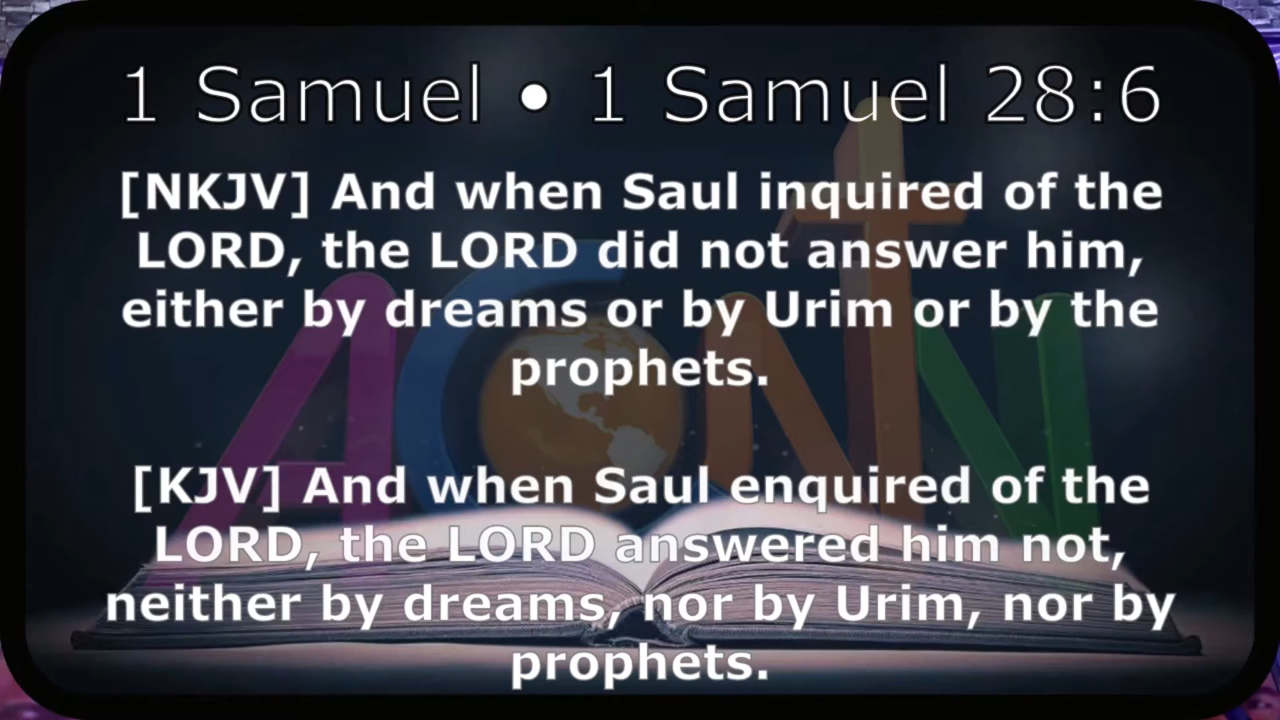 1 Samuel • 1 Samuel 28:6
[NKJV] And when Saul inquired of the
LORD, the LORD did not answer him,
either by dreams or by Urim or by the
prophets.
[KJV] And when Saul enquired of the
LORD, the LORD answered him not,
neither by dreams, nor by Urim, nor by
prophets.
ACNTN